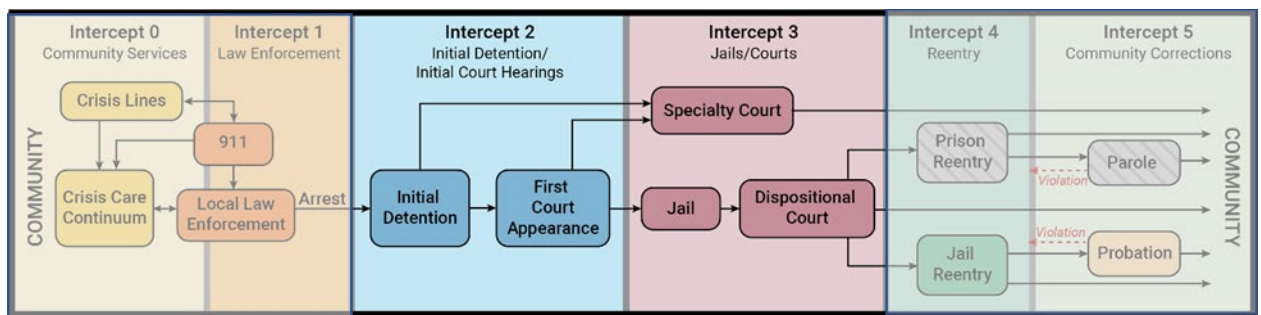 Intercept 0
Community Services
Intercept 1
Law Enforcement
Intercept 2
Initial Detention/
Initial Court Hearings
Intercept 3
Jails/Courts
Intercept 4
Reentry
Intercept 5
Community Corrections
COMMUNITY
Crisis Lines
911
Crisis Care
Continuum
Local Law
Enforcement
Arrest
Initial
Detention
First
Court
Appearance
Specialty Court
Jail
Dispositional
Court
Prison
Reentry
Parole
Violation
Violation
Jail
Reentry
Probation
COMMUNITY